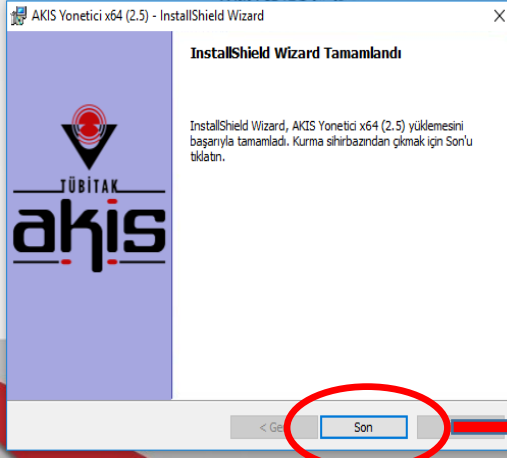 AKIS Yonetici x64 (2.5) - InstallShield Wizard
InstallShield Wizard Tamamlandı
InstallShield Wizard, AKIS Yonetici x64 (2.5) yüklemesini
başarıyla tamamladı. Kurma sihirbazından çıkmak için Son'u
tıklatın.
TÜBİTAK
akis
Son